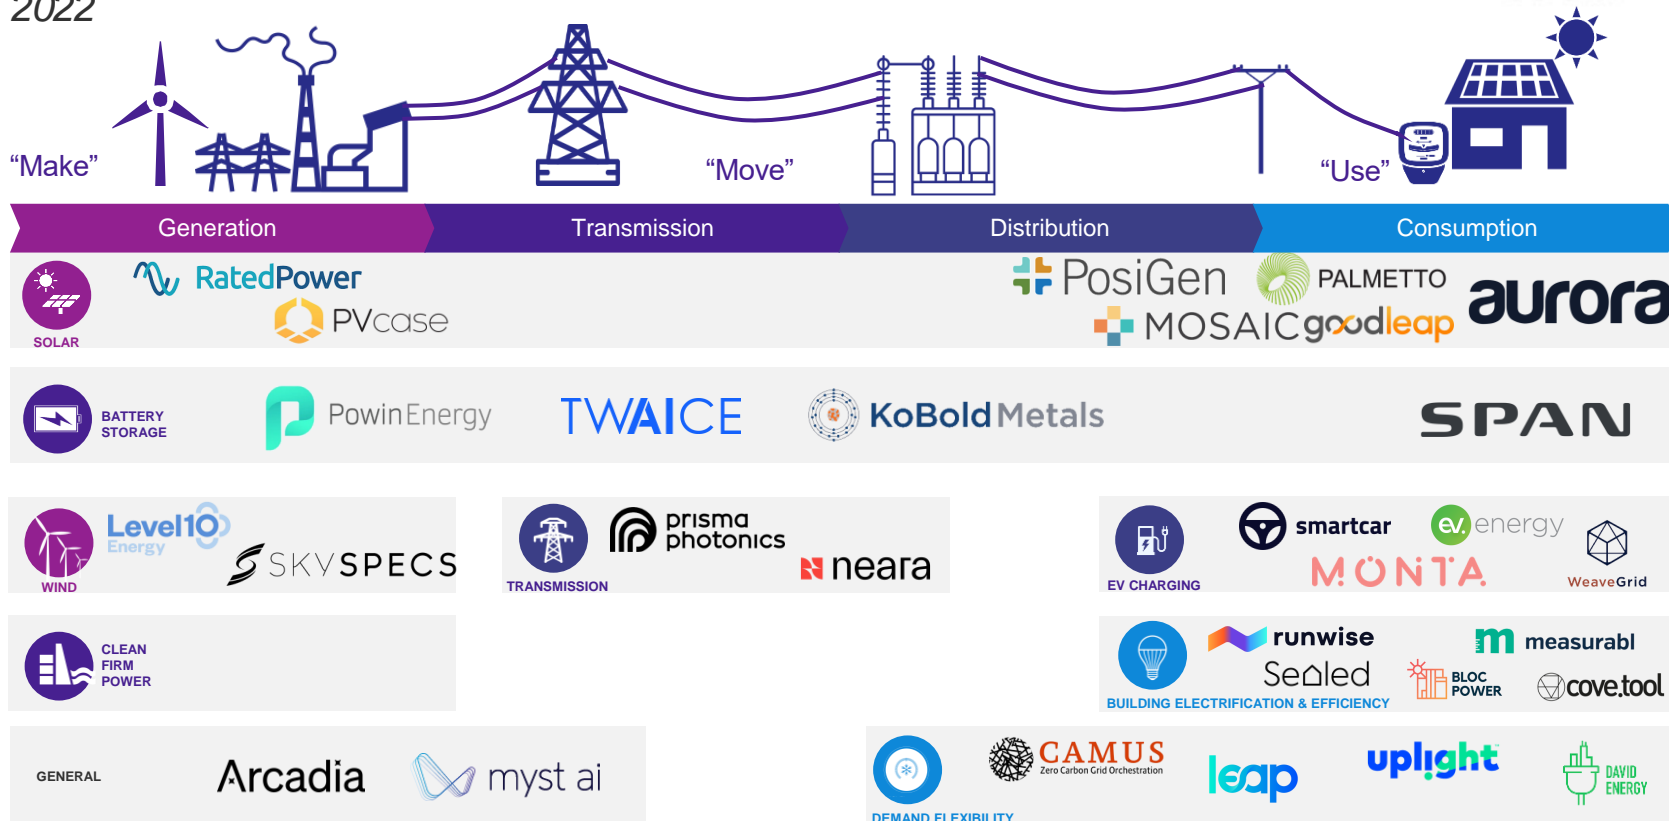 2022
“Make”
“Move”
“Use”
Generation
Transmission
Distribution
Consumption
SOLAR
RatedPower
PVcase
PosiGen
PALMETTO
MOSAIC
goodleap
aurora
BATTERY
STORAGE
PowinEnergy
TWAICE
KoBold Metals
SPAN
WIND
Level10
Energy
SKYSPECS
TRANSMISSION
prisma
photonics
neara
EV CHARGING
smartcar
ev.energy
MONTA
WeaveGrid
CLEAN
FIRM
POWER
BUILDING ELECTRIFICATION & EFFICIENCY
runwise
Sealed
measurabl
BLOC
POWER
cove.tool
GENERAL
Arcadia
myst ai
DEMAND FLEXIBILITY
CAMUS
Zero Carbon Grid Orchestration
leap
uplight
DAVID
ENERGY